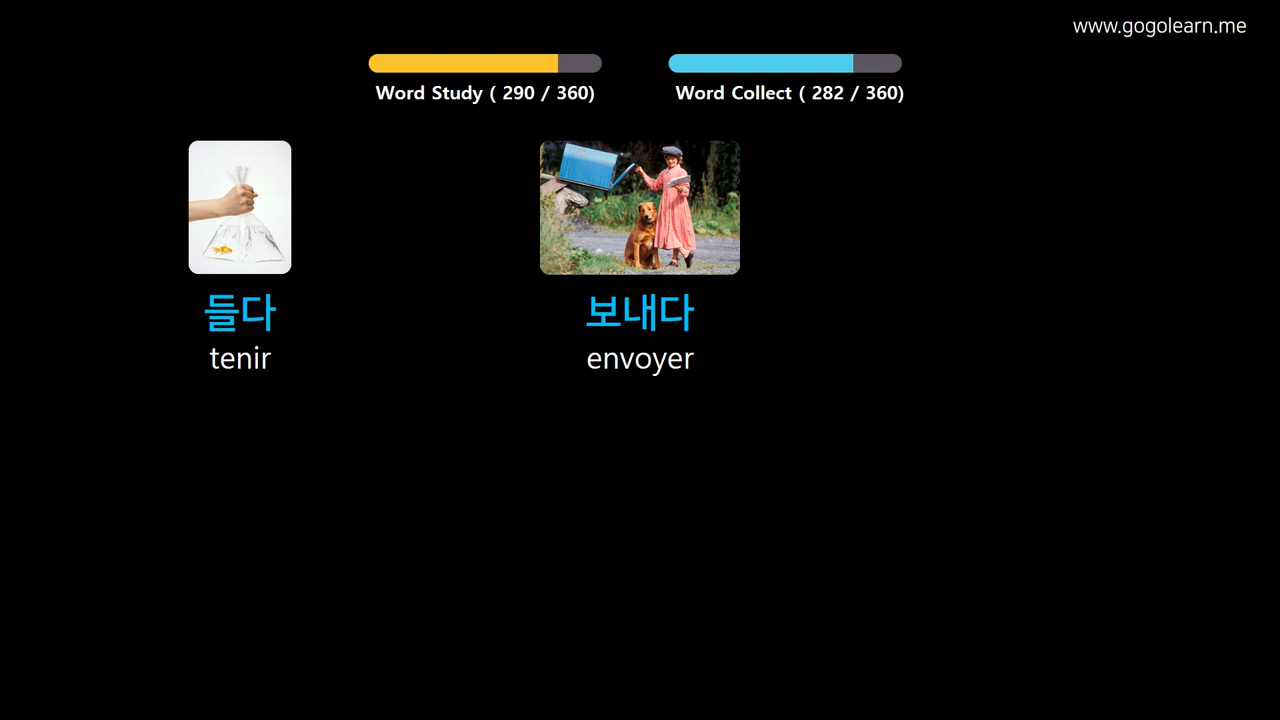 www.gogolearn.me
Word Study ( 290 / 360)
Word Collect ( 282 / 360)
들다
tenir
보내다
envoyer